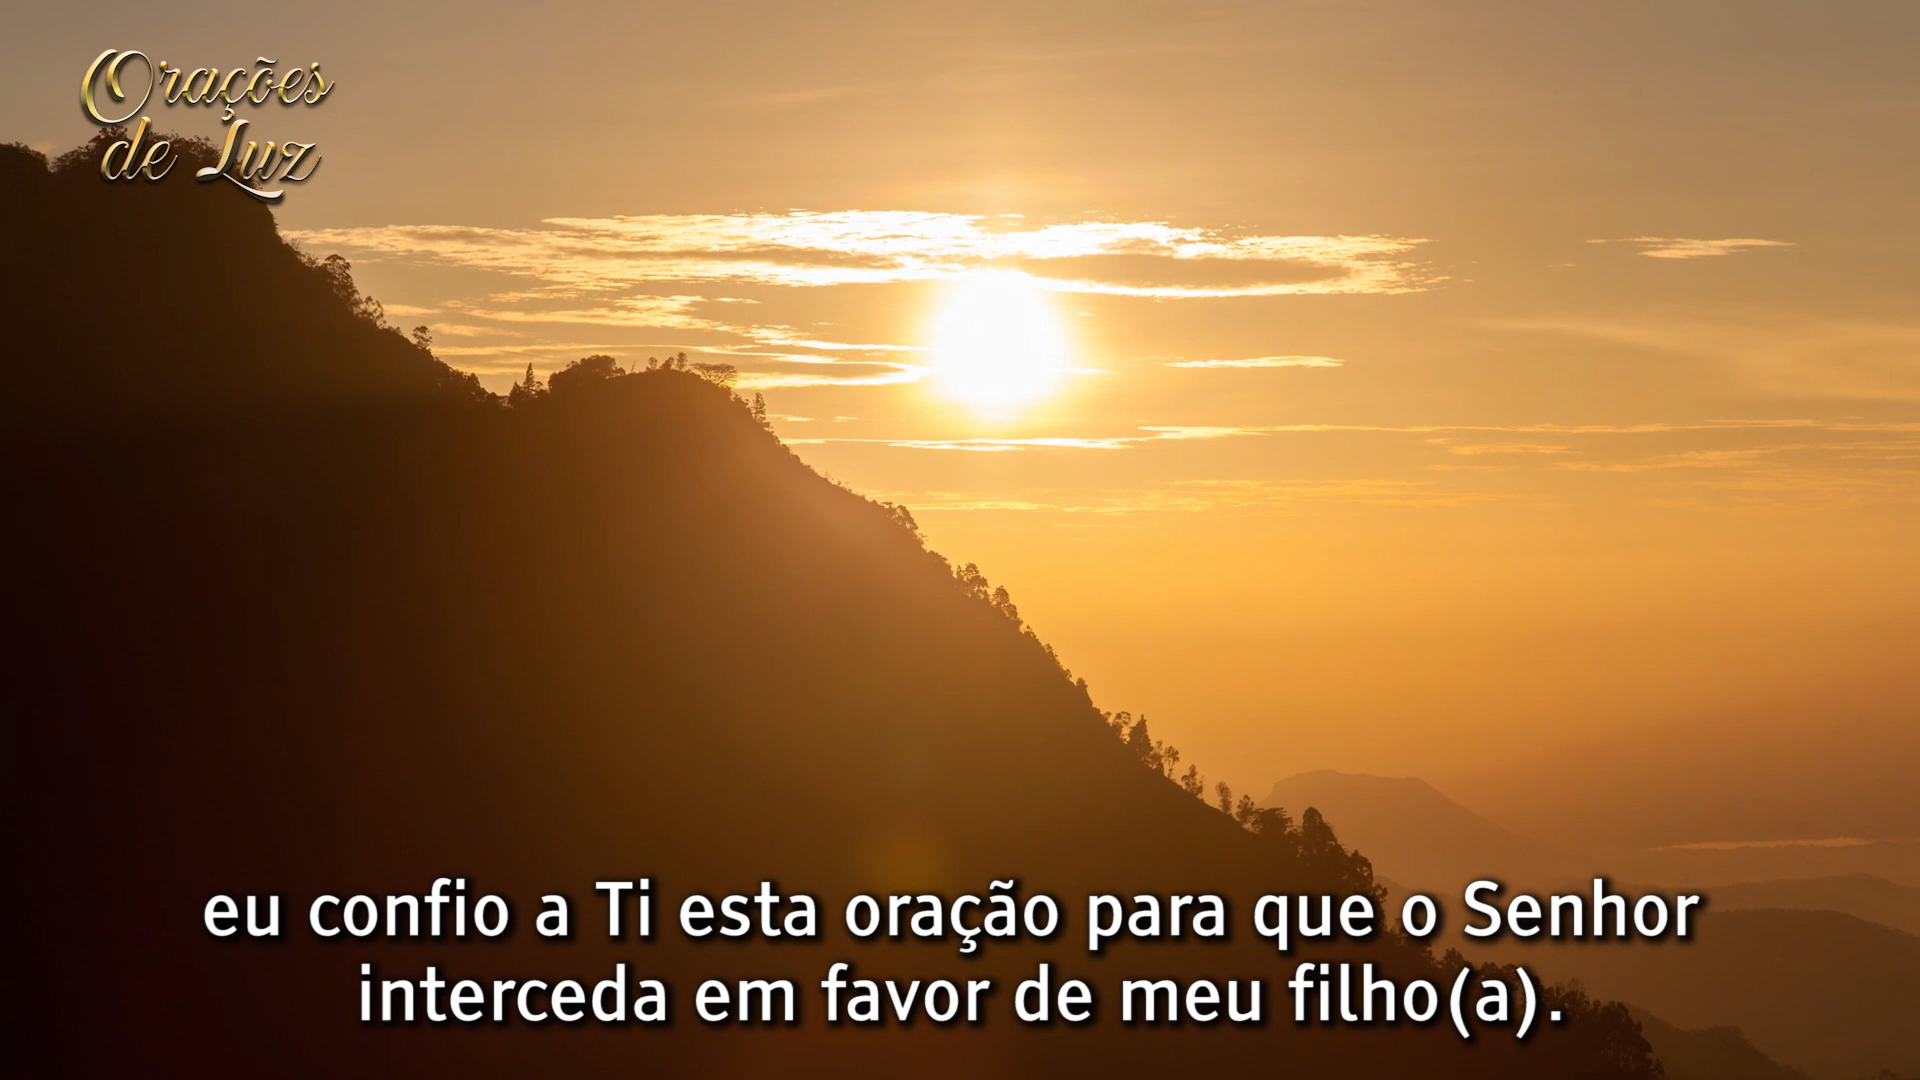 Orações
de Luz
eu confio a Ti esta oração para que o Senhor
interceda em favor de meu filho(a).